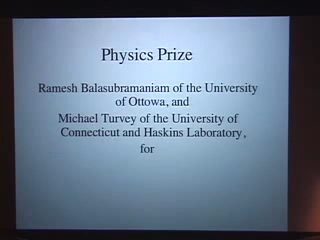 Physics Prize
Ramesh Balasubramaniam of the University
of Ottowa, and
Michael Turvey of the University of
Connecticut and Haskins Laboratory,
for